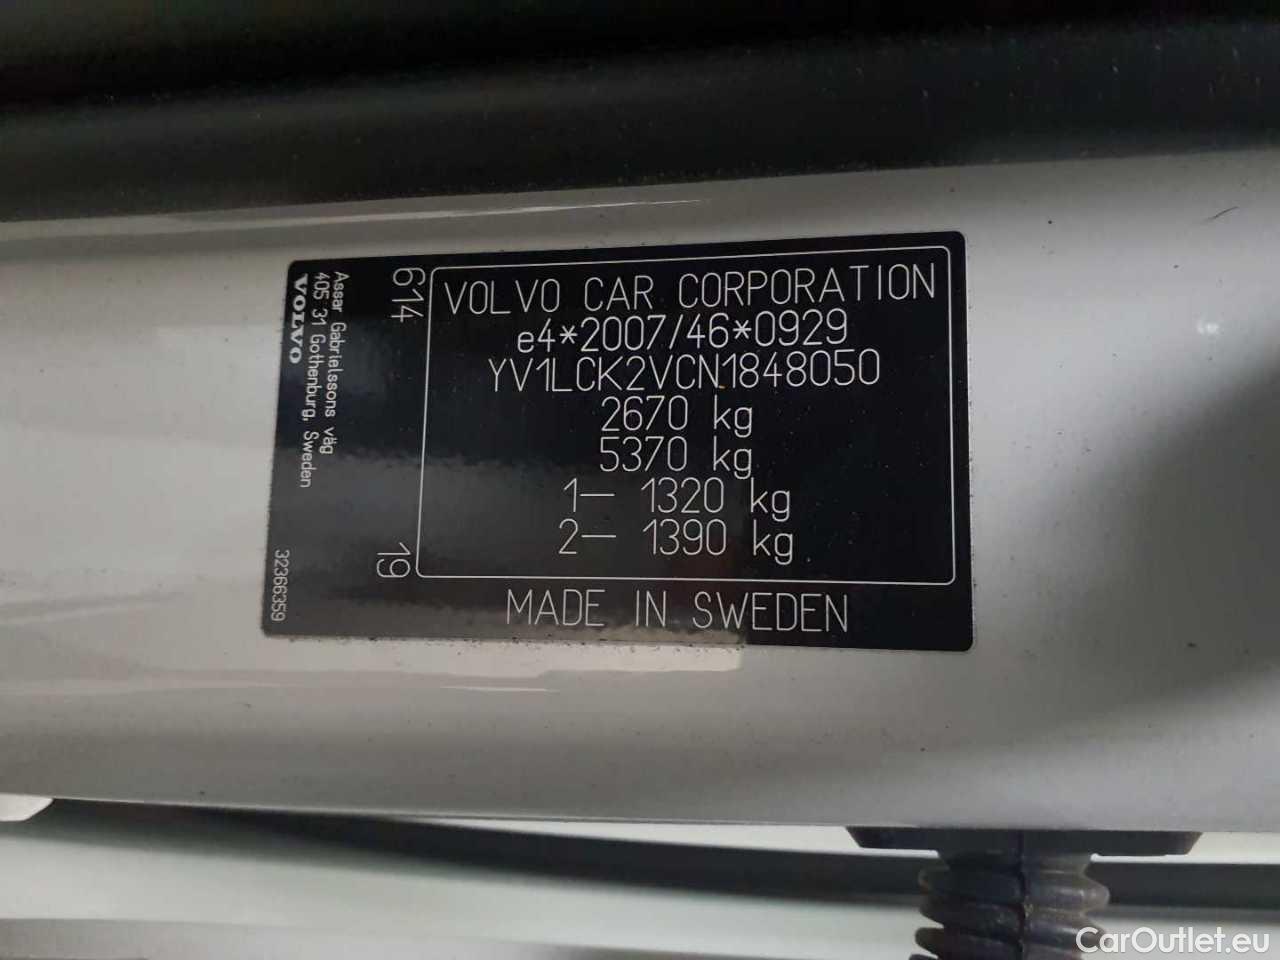 VOLVO
405 31 Gothenburg, Sweden
Assar Gabrielssons väg
32366359
614
19
VOLVO CAR CORPORATION
e4*2007/46*0929
YV1LCK2VCN1848050
2670 kg
5370 kg
1– 1320 kg
2– 1390 kg
MADE IN SWEDEN
CarOutlet.eu